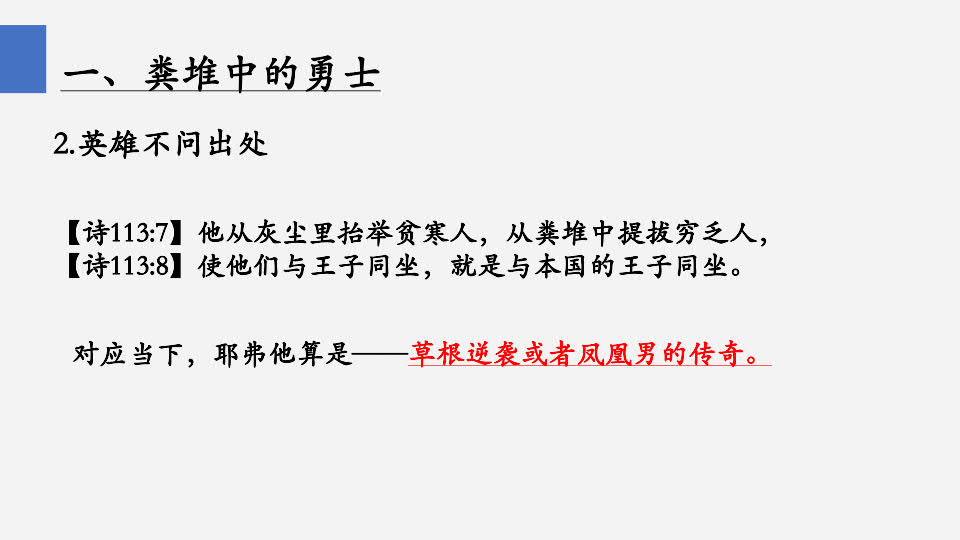 一、粪堆中的勇士
2.英雄不问出处
【诗113:7】他从灰尘里抬举贫寒人，从粪堆中提拔穷乏人，
【诗113:8】使他们与王子同坐，就是与本国的王子同坐。
对应当下，耶弗他算是——草根逆袭或者凤凰男的传奇。